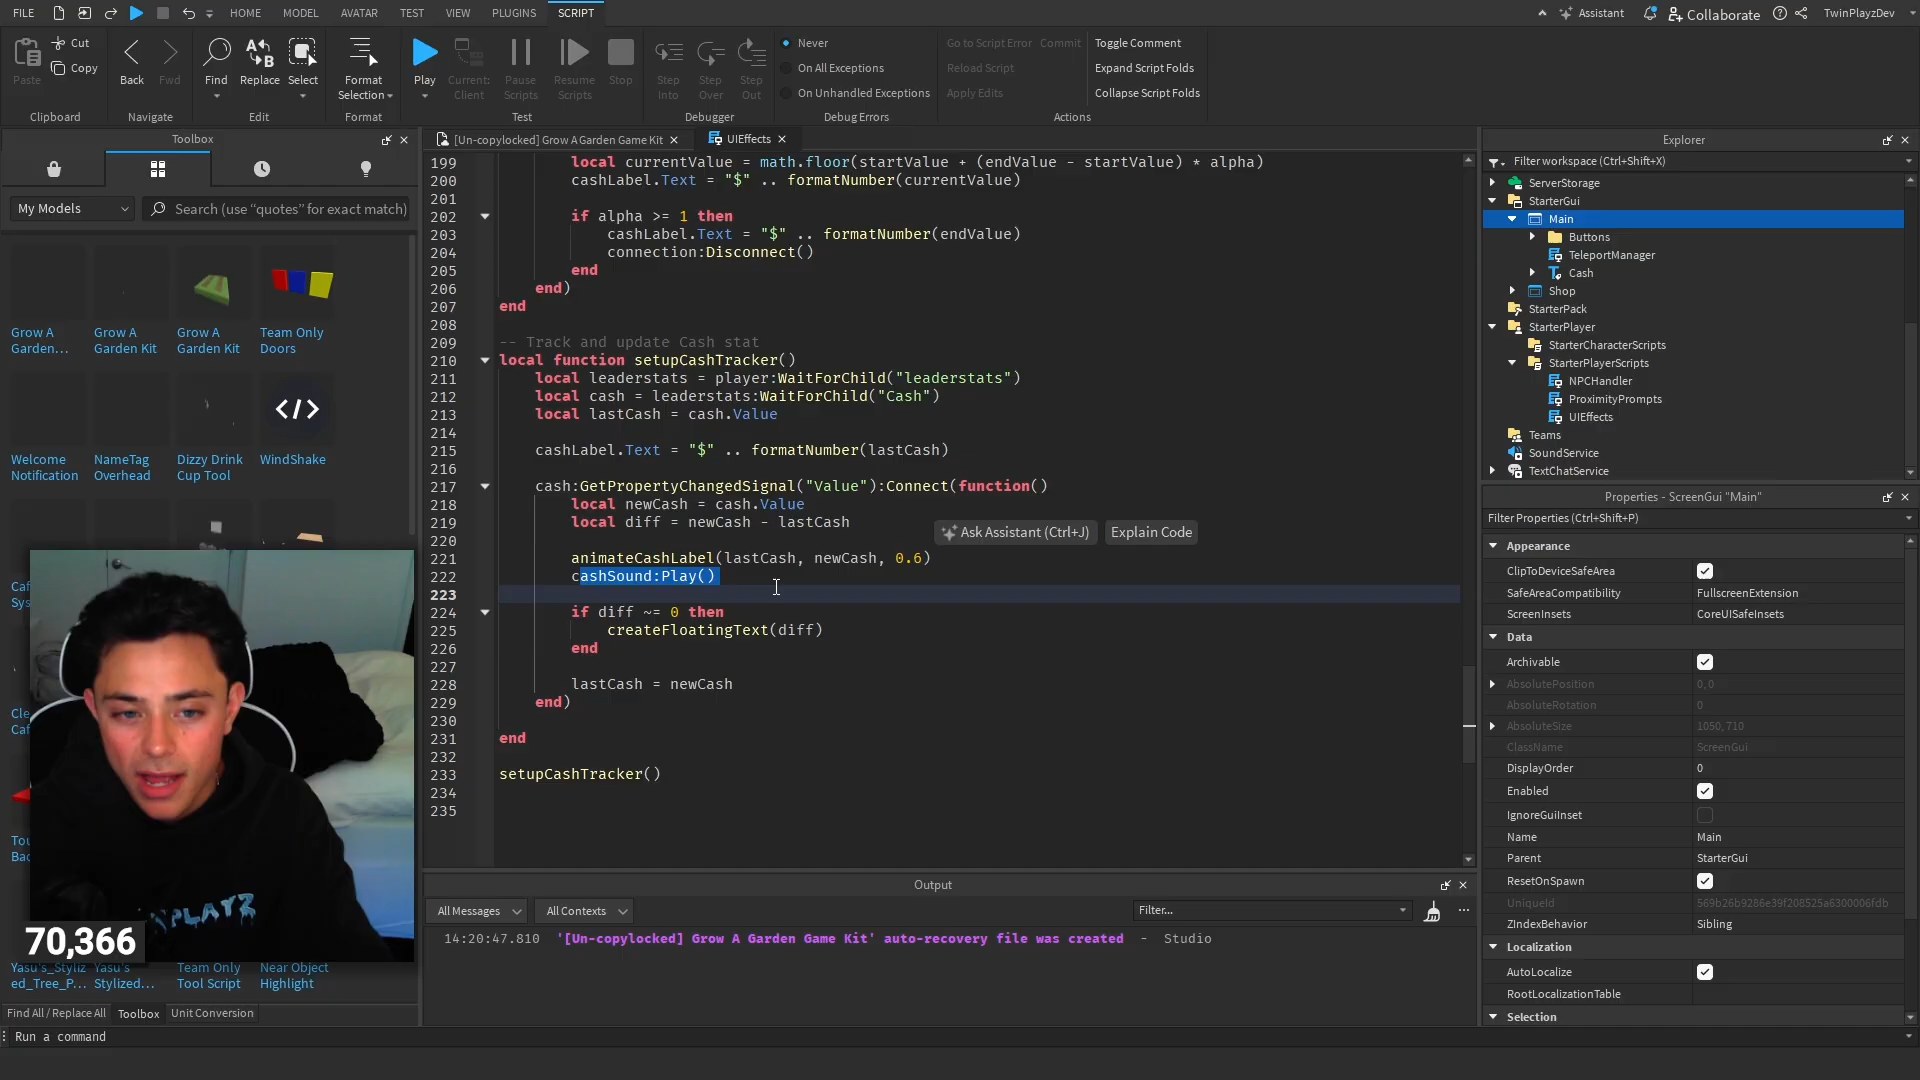 FILE
HOME
MODEL
AVATAR
TEST
VIEW
PLUGINS
SCRIPT
Assistant
Collaborate
TwinPlayzDev
Paste
Cut
Copy
Clipboard
Back
Fwd
Navigate
Find
Replace
Select
Edit
Format
Selection
Format
Play
Current:
Client
Pause
Scripts
Resume
Scripts
Stop
Test
Step
Into
Step
Over
Step
Out
Debugger
Never
On All Exceptions
On Unhandled Exceptions
Debug Errors
Go to Script Error
Commit
Reload Script
Apply Edits
Toggle Comment
Expand Script Folds
Collapse Script Folds
Actions
Toolbox
My Models
Search (use “quotes” for exact match)
Grow A
Garden...
Grow A
Garden Kit
Grow A
Garden Kit
Team Only
Doors
Welcome
Notification
NameTag
Overhead
Dizzy Drink
Cup Tool
WindShake
70,366
Yasu's_Styliz
ed_Tree_P...
Yasu's
Stylized...
Team Only
Tool Script
Near Object
Highlight
Find All / Replace All
Toolbox
Unit Conversion
Run a command
[Un-copylocked] Grow A Garden Game Kit
UIEffects
199 local currentValue = math.floor(startValue + (endValue - startValue) * alpha)
200 cashLabel.Text = "$" .. formatNumber(currentValue)
201
202 if alpha >= 1 then
203 cashLabel.Text = "$" .. formatNumber(endValue)
204 connection:Disconnect()
205 end
206 end)
207 end
208
209 -- Track and update Cash stat
210 local function setupCashTracker()
211 local leaderstats = player:WaitForChild("leaderstats")
212 local cash = leaderstats:WaitForChild("Cash")
213 local lastCash = cash.Value
214
215 cashLabel.Text = "$" .. formatNumber(lastCash)
216
217 cash:GetPropertyChangedSignal("Value"):Connect(function()
218 local newCash = cash.Value
219 local diff = newCash - lastCash
Ask Assistant (Ctrl+J)
Explain Code
220
221 animateCashLabel(lastCash, newCash, 0.6)
222 cashSound:Play()
223
224 if diff ~= 0 then
225 createFloatingText(diff)
226 end
227
228 lastCash = newCash
229 end)
230
231 end
232
233 setupCashTracker()
234
235
Output
All Messages
All Contexts
Filter...
14:20:47.810 '[Un-copylocked] Grow A Garden Game Kit' auto-recovery file was created - Studio
Explorer
Filter workspace (Ctrl+Shift+X)
ServerStorage
StarterGui
Main
Buttons
TeleportManager
Cash
Shop
StarterPack
StarterPlayer
StarterCharacterScripts
StarterPlayerScripts
NPCHandler
ProximityPrompts
UIEffects
Teams
SoundService
TextChatService
Properties - ScreenGui "Main"
Filter Properties (Ctrl+Shift+P)
Appearance
ClipToDeviceSafeArea
SafeAreaCompatibility FullscreenExtension
ScreenInsets CoreUISafeInsets
Data
Archivable
AbsolutePosition 0, 0
AbsoluteRotation 0
AbsoluteSize 1050, 710
ClassName ScreenGui
DisplayOrder 0
Enabled
IgnoreGuiInset
Name Main
Parent StarterGui
ResetOnSpawn
UniqueId 569b26b9286e39f208525a6300006fdb
ZIndexBehavior Sibling
Localization
AutoLocalize
RootLocalizationTable
Selection